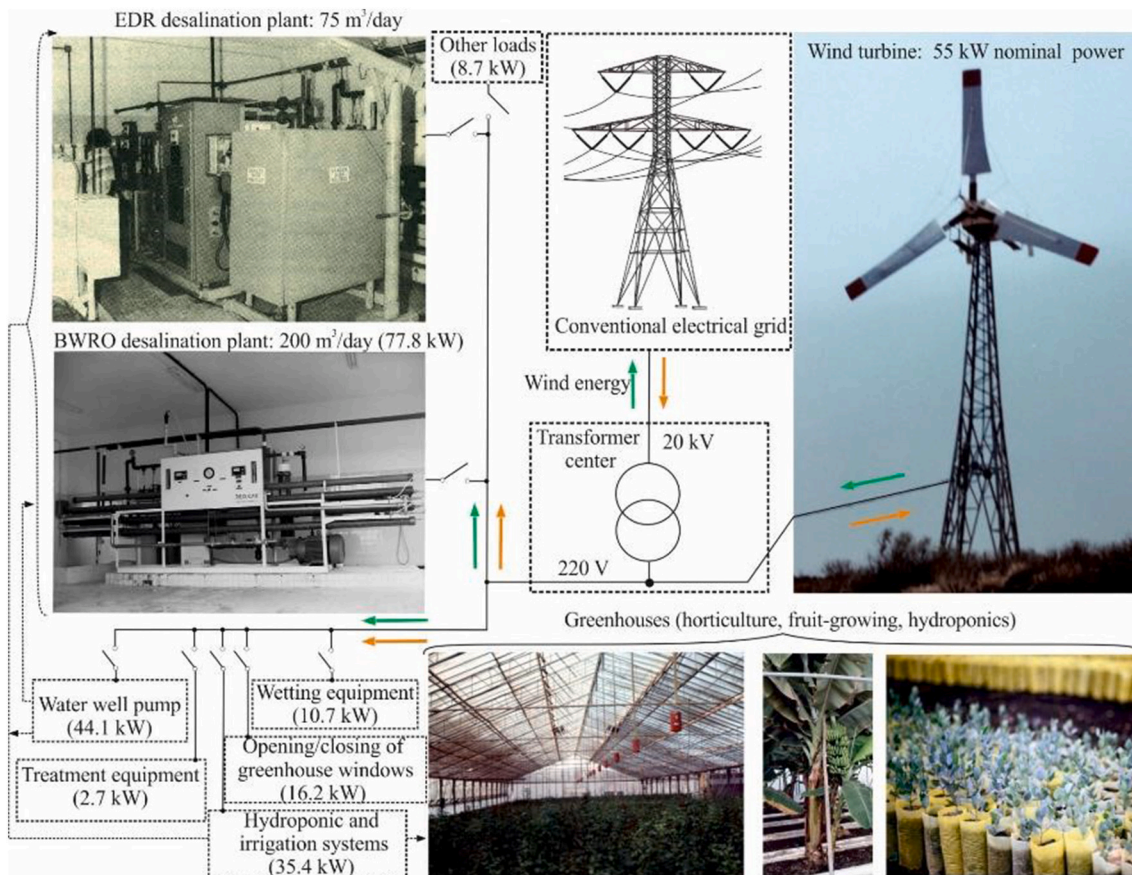 EDR desalination plant: 75 m³/day
Other loads
(8.7 kW)
Wind turbine: 55 kW nominal power
Conventional electrical grid
BWRO desalination plant: 200 m³/day (77.8 kW)
Wind energy
Transformer
center
20 kV
220 V
Greenhouses (horticulture, fruit-growing, hydroponics)
Water well pump
(44.1 kW)
Wetting equipment
(10.7 kW)
Treatment equipment
(2.7 kW)
Opening/closing of
greenhouse windows
(16.2 kW)
Hydroponic and
irrigation systems
(35.4 kW)